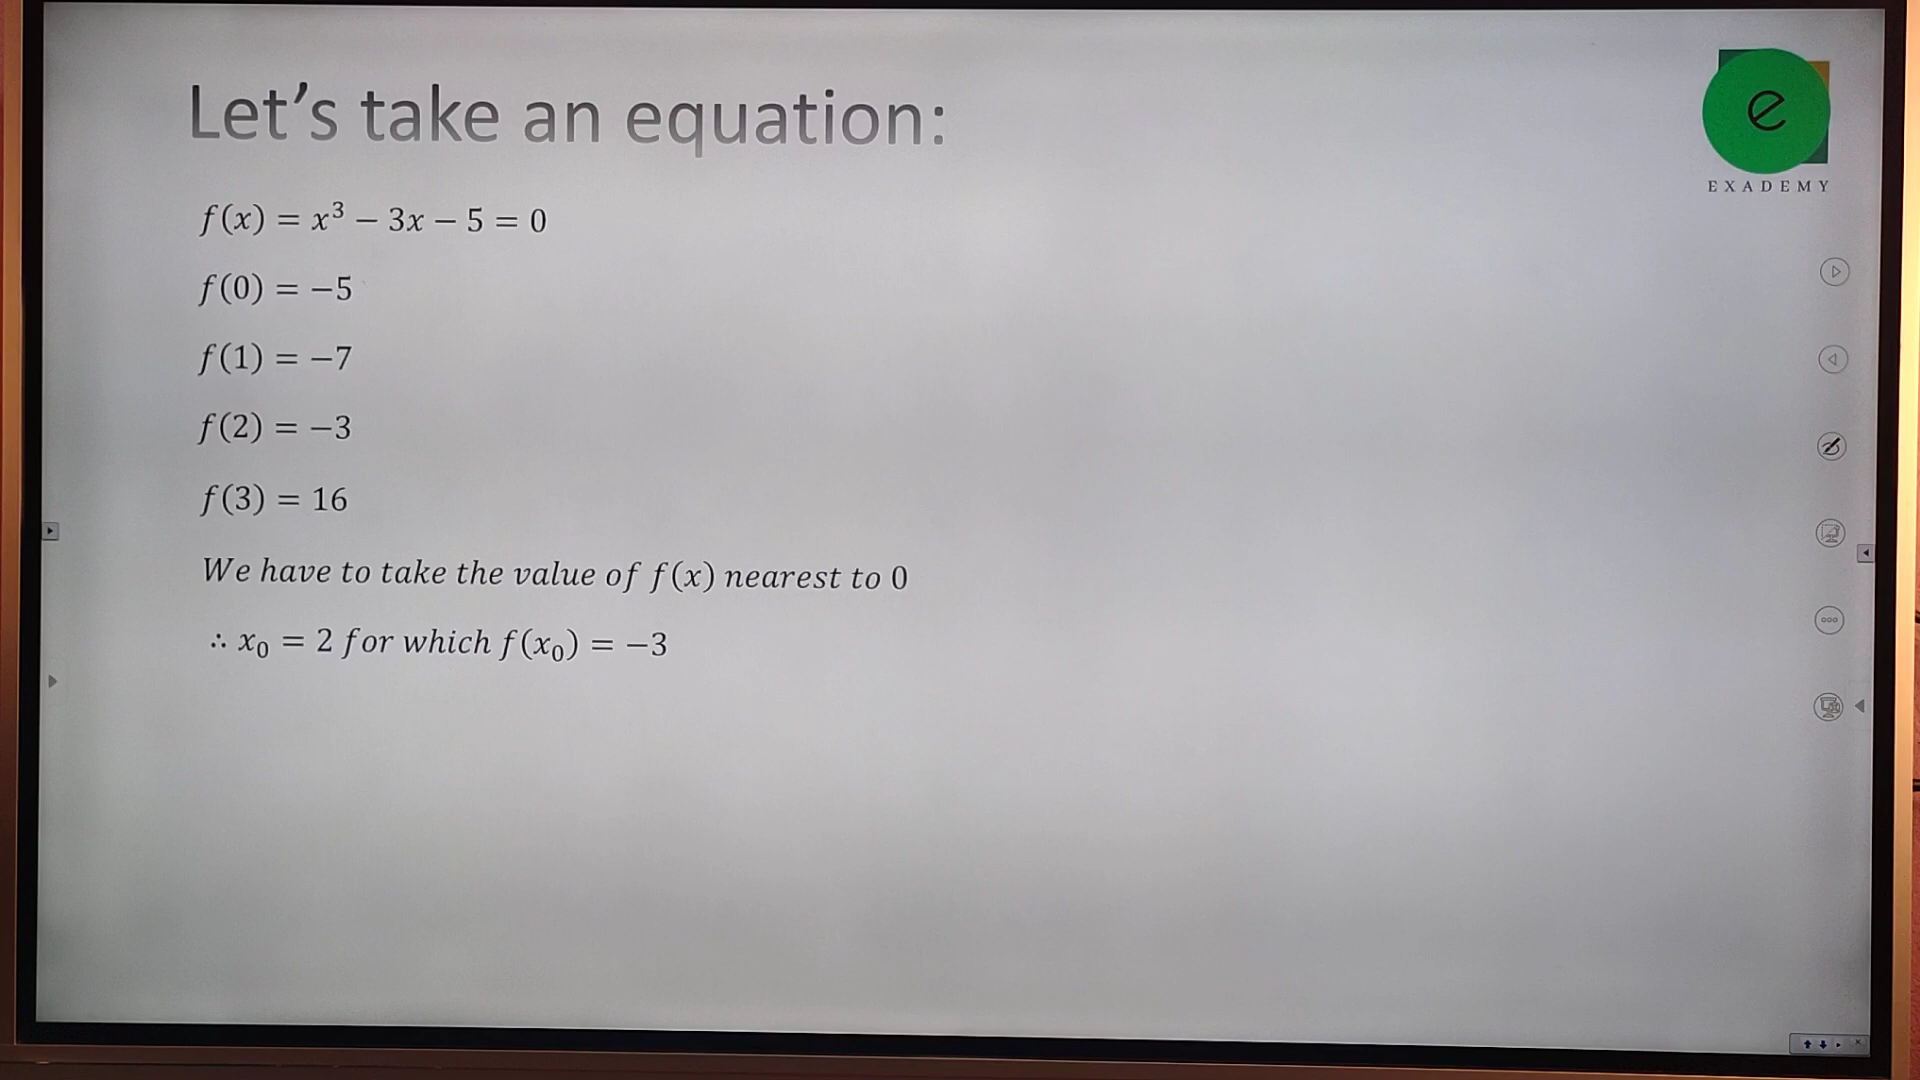 Let's take an equation:
e
EXADEMY
f(x) = x³ − 3x − 5 = 0
f(0) = −5
f(1) = −7
f(2) = −3
f(3) = 16
We have to take the value of f(x) nearest to 0
∴ x₀ = 2 for which f(x₀) = −3